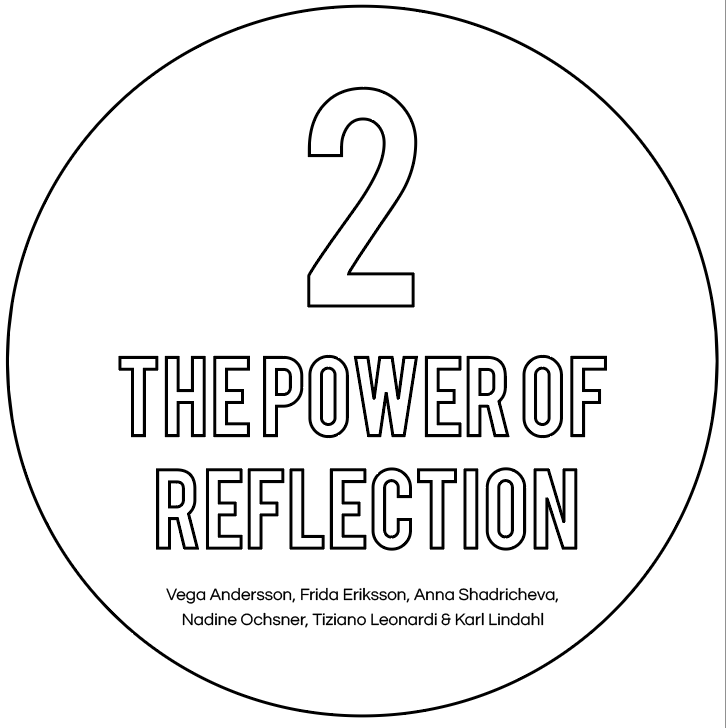 2
THE POWER OF
REFLECTION
Vega Andersson, Frida Eriksson, Anna Shadricheva,
Nadine Ochsner, Tiziano Leonardi & Karl Lindahl